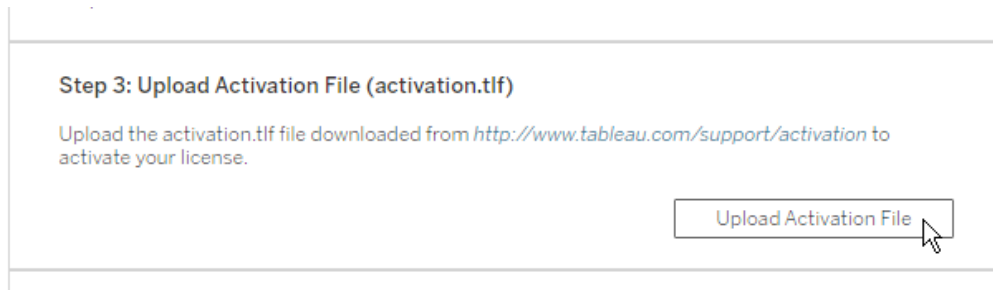 Step 3: Upload Activation File (activation.tlf)
Upload the activation.tlf file downloaded from http://www.tableau.com/support/activation to
activate your license.
Upload Activation File